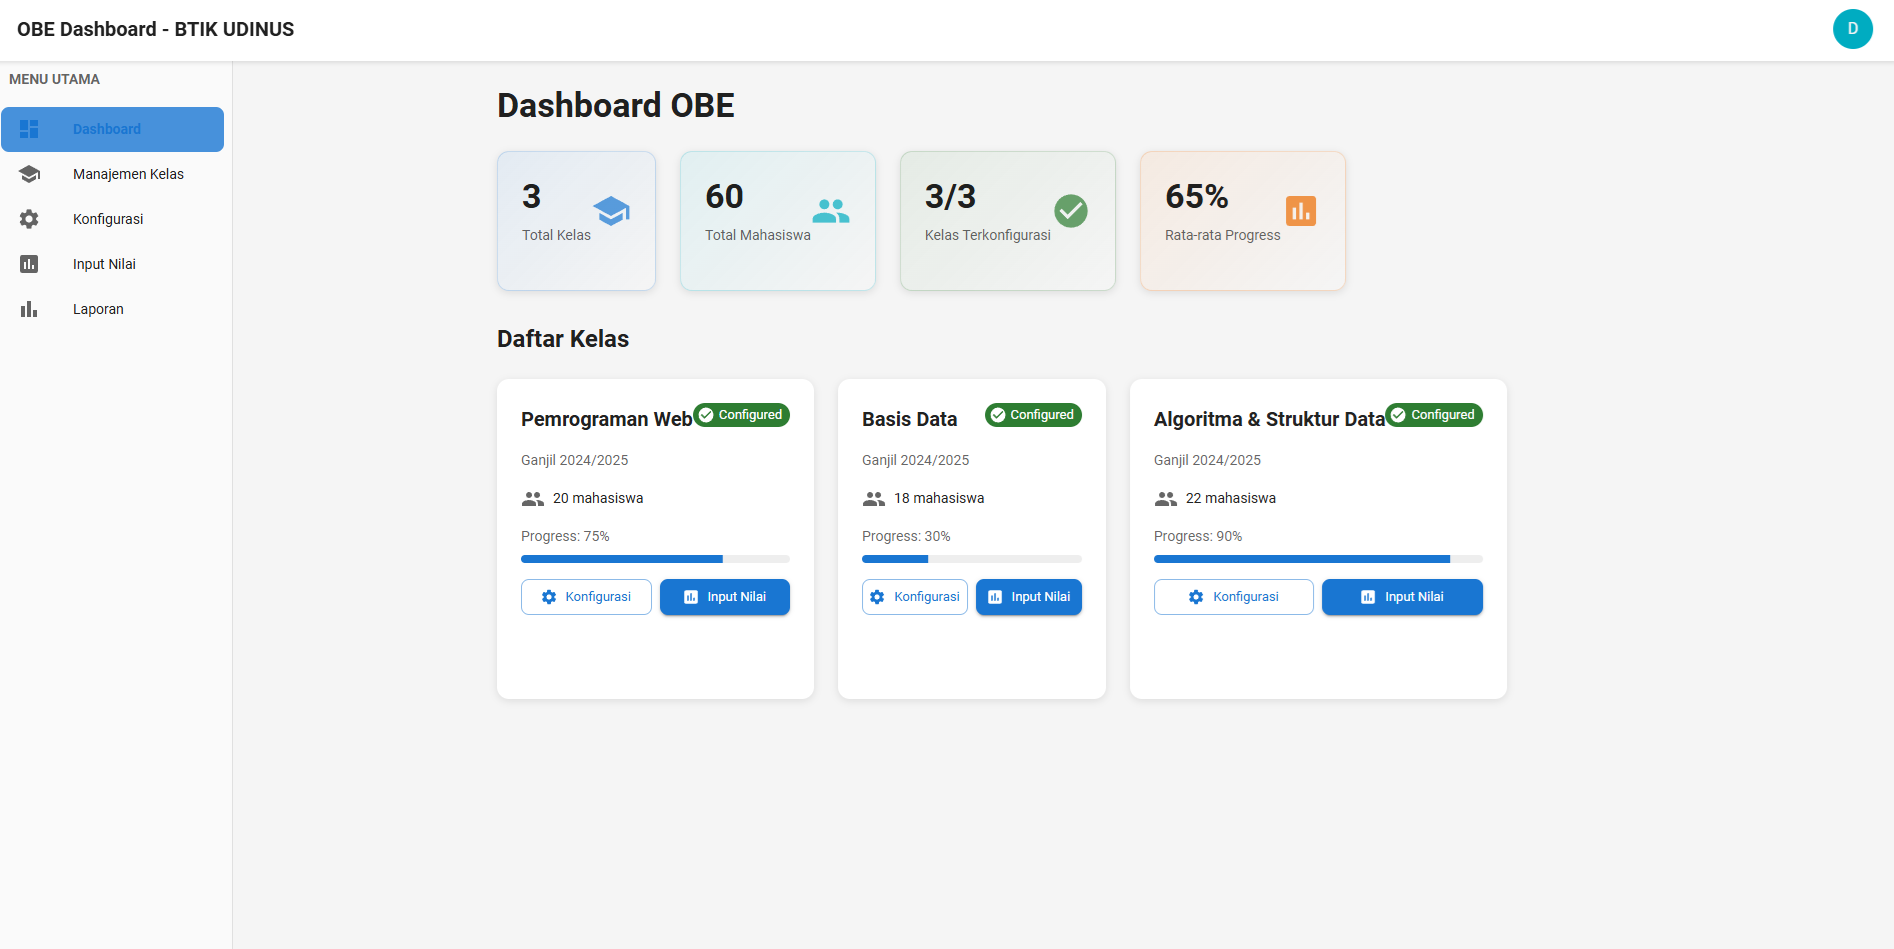 OBE Dashboard - BTIK UDINUS
D
MENU UTAMA
Dashboard
Manajemen Kelas
Konfigurasi
Input Nilai
Laporan
Dashboard OBE
3
Total Kelas
60
Total Mahasiswa
3/3
Kelas Terkonfigurasi
65%
Rata-rata Progress
Daftar Kelas
Pemrograman Web
Configured
Ganjil 2024/2025
20 mahasiswa
Progress: 75%
Konfigurasi
Input Nilai
Basis Data
Configured
Ganjil 2024/2025
18 mahasiswa
Progress: 30%
Konfigurasi
Input Nilai
Algoritma & Struktur Data
Configured
Ganjil 2024/2025
22 mahasiswa
Progress: 90%
Konfigurasi
Input Nilai